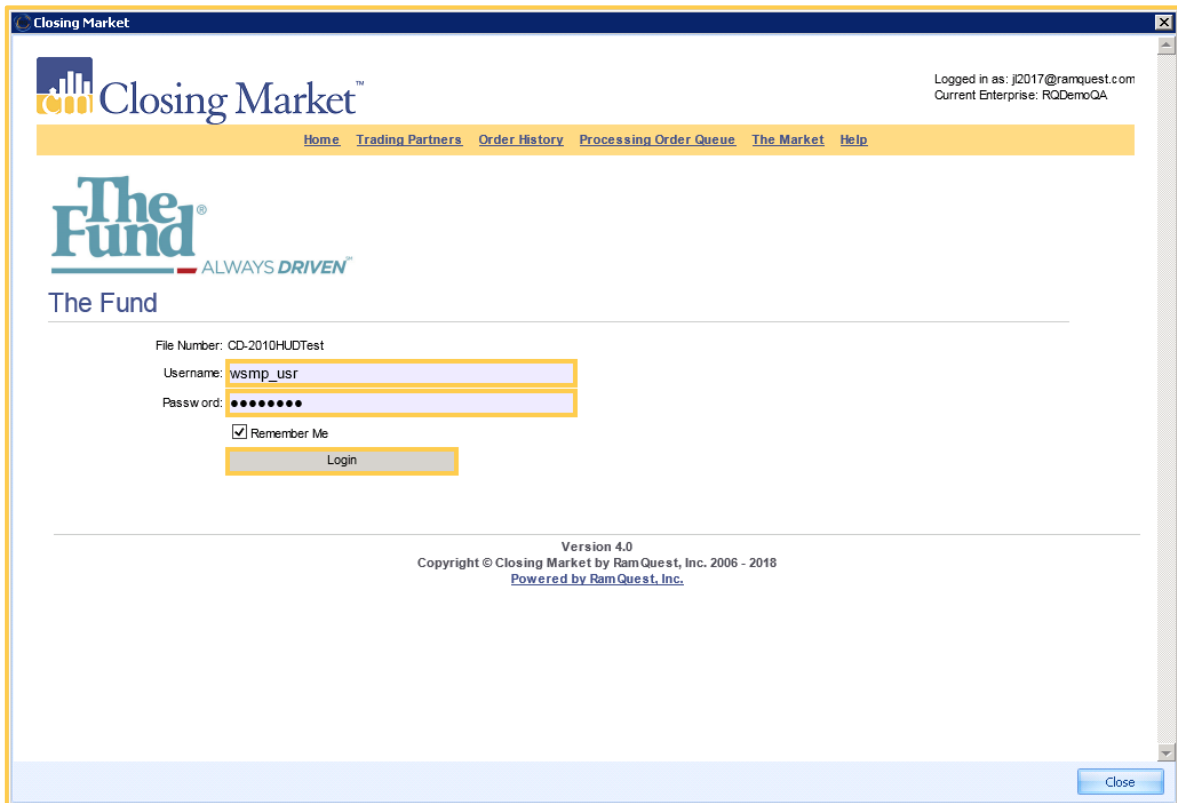 Closing Market
cm Closing Market™
Logged in as: jl2017@ramquest.com
Current Enterprise: RQDemoQA
Home Trading Partners Order History Processing Order Queue The Market Help
The Fund®
ALWAYS DRIVEN℠
The Fund
File Number: CD-2010HUDTest
Username: wsmp_usr
Password: ●●●●●●●●
Remember Me
Login
Version 4.0
Copyright © Closing Market by RamQuest, Inc. 2006 - 2018
Powered by RamQuest, Inc.
Close